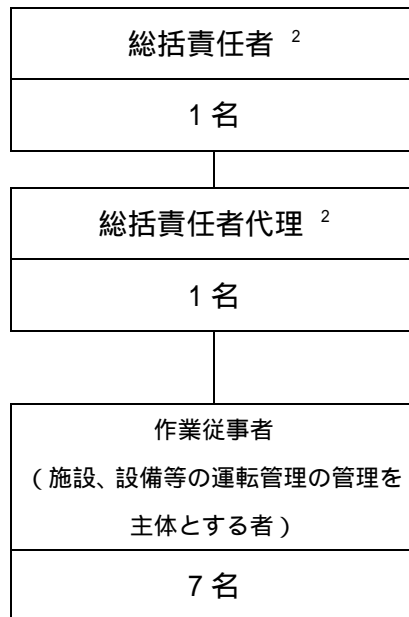 総括責任者 2
1名
総括責任者代理 2
1名
作業従事者
(施設、設備等の運転管理の管理を
主体とする者)
7名